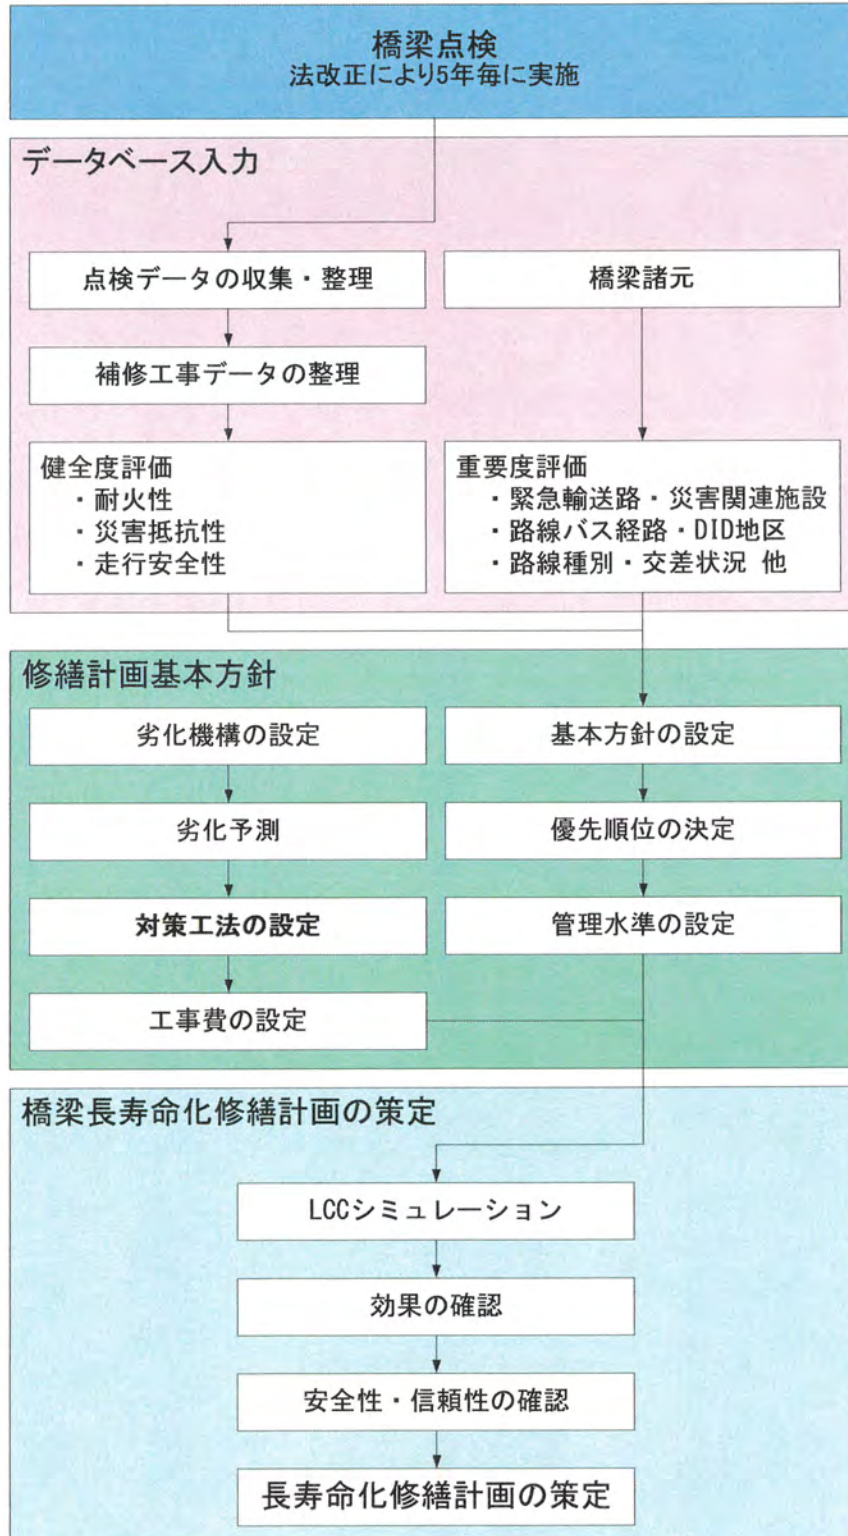 橋梁点検
法改正により5年毎に実施
データベース入力
点検データの収集・整理
橋梁諸元
補修工事データの整理
健全度評価
・耐火性
・災害抵抗性
・走行安全性
重要度評価
・緊急輸送路・災害関連施設
・路線バス経路・DID地区
・路線種別・交差状況 他
修繕計画基本方針
劣化機構の設定
基本方針の設定
劣化予測
優先順位の決定
対策工法の設定
管理水準の設定
工事費の設定
橋梁長寿命化修繕計画の策定
LCCシミュレーション
効果の確認
安全性・信頼性の確認
長寿命化修繕計画の策定